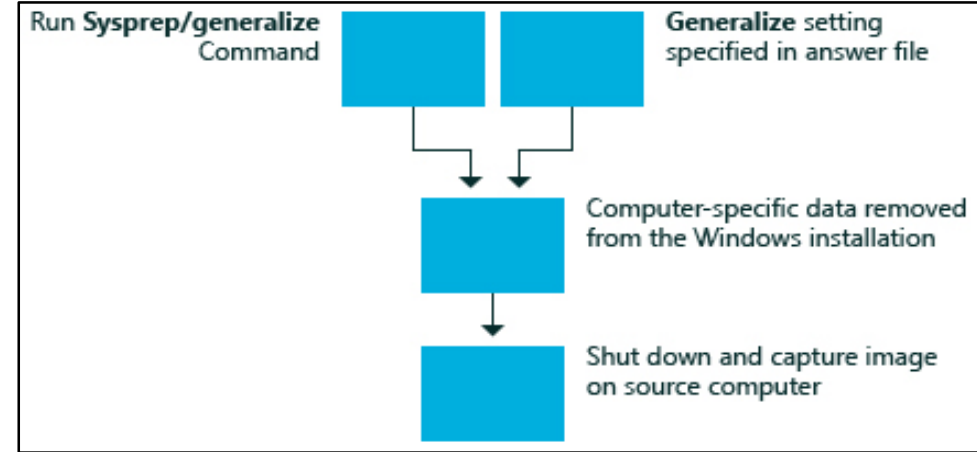 Run Sysprep/generalize
Command
Generalize setting
specified in answer file
Computer-specific data removed
from the Windows installation
Shut down and capture image
on source computer